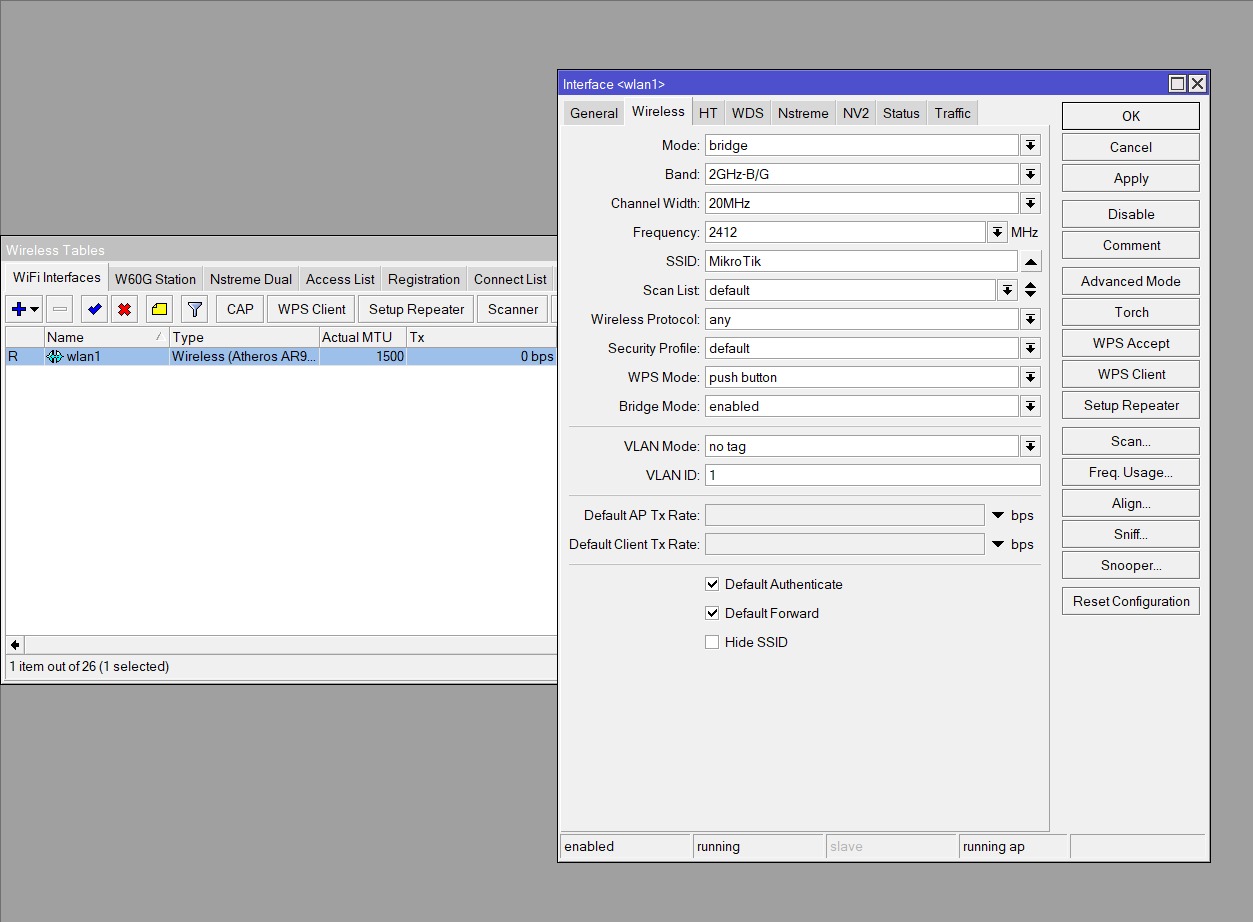 Wireless Tables
WiFi Interfaces W60G Station Nstreme Dual Access List Registration Connect List
CAP WPS Client Setup Repeater Scanner
Name Type Actual MTU Tx
R wlan1 Wireless (Atheros AR9... 1500 0 bps
1 item out of 26 (1 selected)
Interface <wlan1>
General Wireless HT WDS Nstreme NV2 Status Traffic
Mode: bridge
Band: 2GHz-B/G
Channel Width: 20MHz
Frequency: 2412 MHz
SSID: MikroTik
Scan List: default
Wireless Protocol: any
Security Profile: default
WPS Mode: push button
Bridge Mode: enabled
VLAN Mode: no tag
VLAN ID: 1
Default AP Tx Rate: bps
Default Client Tx Rate: bps
Default Authenticate
Default Forward
Hide SSID
OK
Cancel
Apply
Disable
Comment
Advanced Mode
Torch
WPS Accept
WPS Client
Setup Repeater
Scan...
Freq. Usage...
Align...
Sniff...
Snooper...
Reset Configuration
enabled running slave running ap